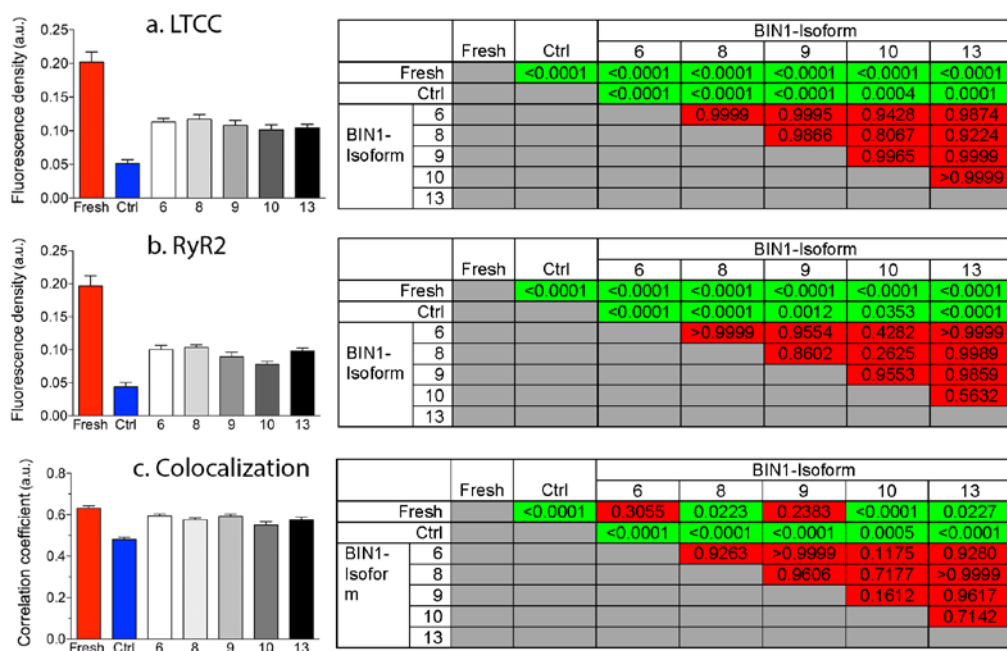 a. LTCC
Fluorescence density (a.u.)
0.25
0.20
0.15
0.10
0.05
0.00
Fresh Ctrl 6 8 9 10 13
BIN1-Isoform
Fresh Ctrl 6 8 9 10 13
Fresh <0.0001 <0.0001 <0.0001 <0.0001 <0.0001 <0.0001
Ctrl <0.0001 <0.0001 <0.0001 0.0004 0.0001
BIN1-
Isoform
6 0.9999 0.9995 0.9428 0.9874
8 0.9866 0.8067 0.9224
9 0.9965 0.9999
10 >0.9999
13
b. RyR2
Fluorescence density (a.u.)
0.25
0.20
0.15
0.10
0.05
0.00
Fresh Ctrl 6 8 9 10 13
BIN1-Isoform
Fresh Ctrl 6 8 9 10 13
Fresh <0.0001 <0.0001 <0.0001 <0.0001 <0.0001 <0.0001
Ctrl <0.0001 <0.0001 0.0012 0.0353 <0.0001
BIN1-
Isoform
6 >0.9999 0.9554 0.4282 >0.9999
8 0.8602 0.2625 0.9989
9 0.9553 0.9859
10 0.5632
13
c. Colocalization
Correlation coefficient (a.u.)
0.8
0.6
0.4
0.2
0.0
Fresh Ctrl 6 8 9 10 13
BIN1-Isoform
Fresh Ctrl 6 8 9 10 13
Fresh <0.0001 0.3055 0.0223 0.2383 <0.0001 0.0227
Ctrl <0.0001 <0.0001 <0.0001 0.0005 <0.0001
BIN1-
Isofor
m
6 0.9263 >0.9999 0.1175 0.9280
8 0.9606 0.7177 >0.9999
9 0.1612 0.9617
10 0.7142
13